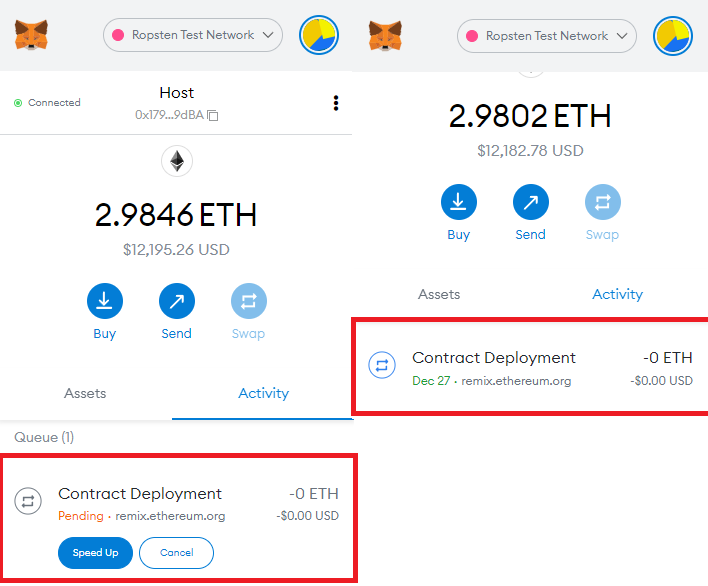 Ropsten Test Network
Connected
Host
0x179...9dBA
2.9846 ETH
$12,195.26 USD
Buy
Send
Swap
Assets
Activity
Queue (1)
Contract Deployment
-0 ETH
Pending · remix.ethereum.org
-$0.00 USD
Speed Up
Cancel
Ropsten Test Network
2.9802 ETH
$12,182.78 USD
Buy
Send
Swap
Assets
Activity
Contract Deployment
-0 ETH
Dec 27 · remix.ethereum.org
-$0.00 USD